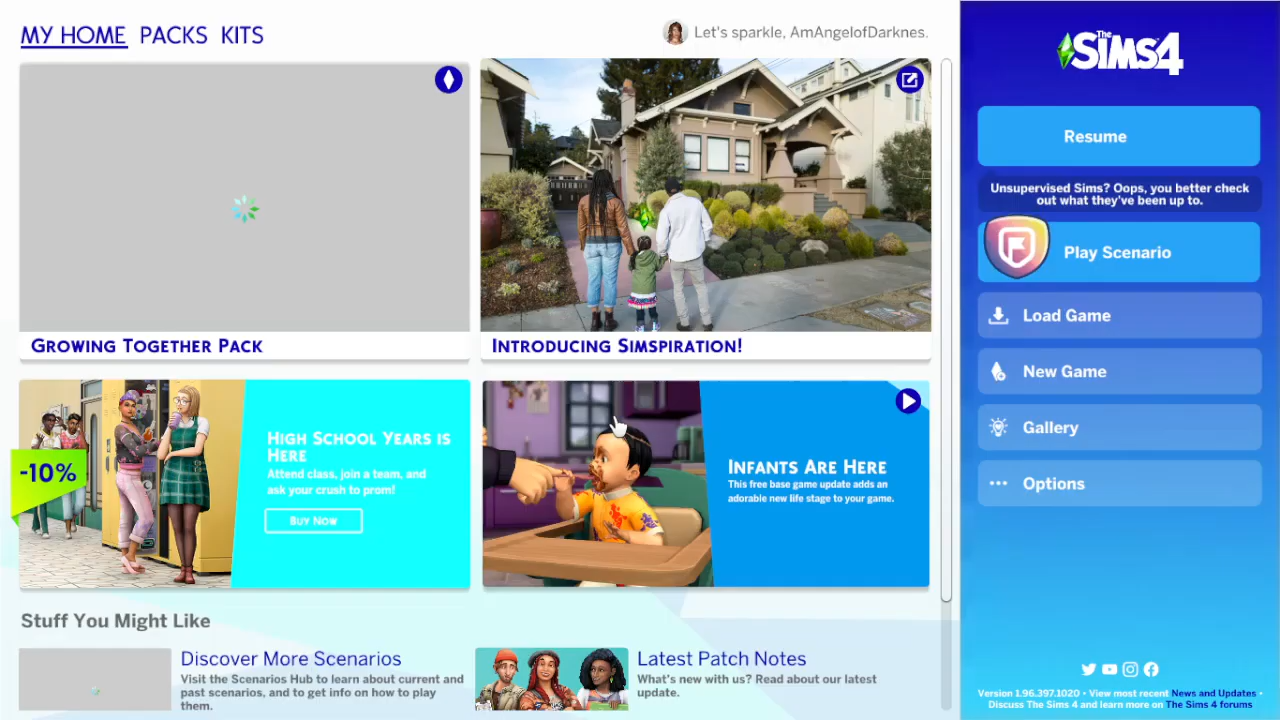 MY HOME PACKS KITS
Let's sparkle, AmAngelofDarknes.
GROWING TOGETHER PACK
INTRODUCING SIMSPIRATION!
-10%
HIGH SCHOOL YEARS IS
HERE
Attend class, join a team, and
ask your crush to prom!
BUY NOW
INFANTS ARE HERE
This free base game update adds an
adorable new life stage to your game.
Stuff You Might Like
Discover More Scenarios
Visit the Scenarios Hub to learn about current and
past scenarios, and to get info on how to play
them.
Latest Patch Notes
What's new with us? Read about our latest
update.
The SIMS 4
Resume
Unsupervised Sims? Oops, you better check
out what they've been up to.
Play Scenario
Load Game
New Game
Gallery
Options
Version 1.96.397.1020 • View most recent News and Updates •
Discuss The Sims 4 and learn more on The Sims 4 forums